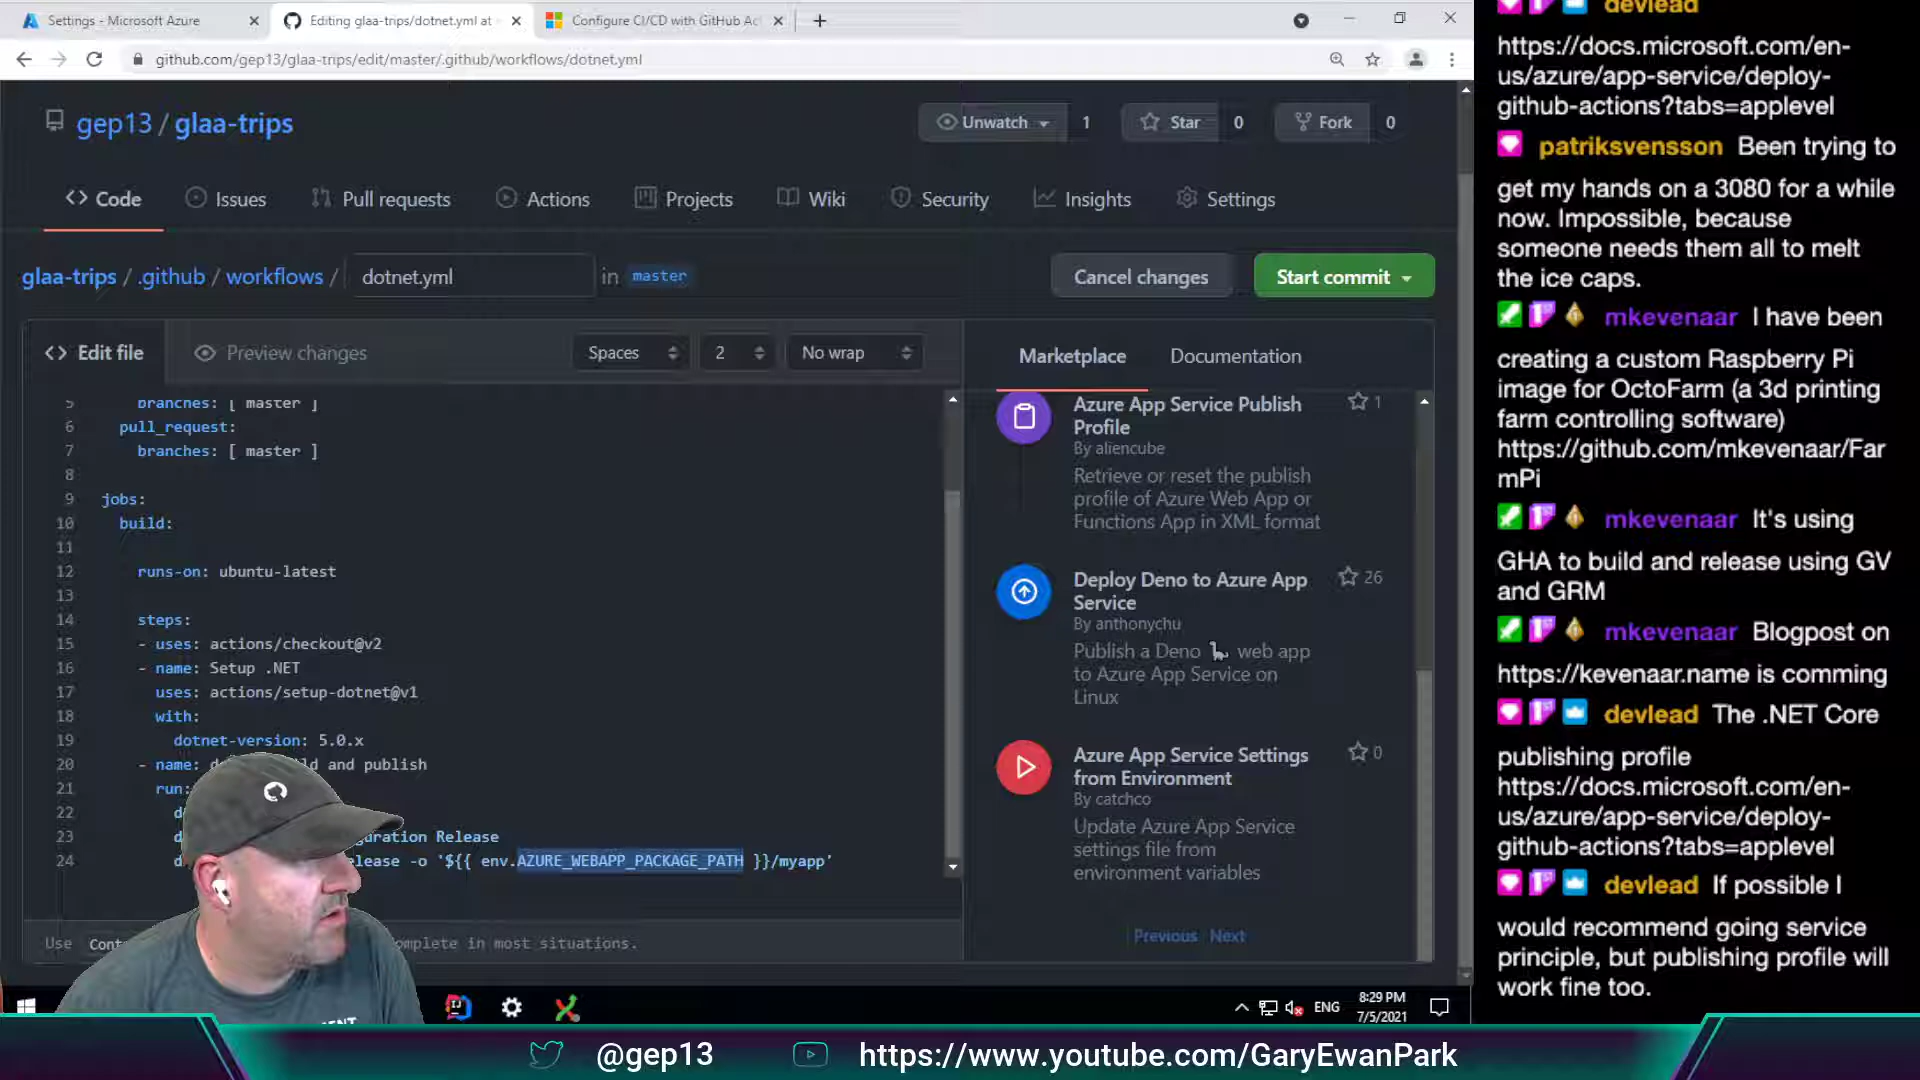 Settings - Microsoft Azure
Editing glaa-trips/dotnet.yml at
Configure CI/CD with GitHub Ac
github.com/gep13/glaa-trips/edit/master/.github/workflows/dotnet.yml
gep13 / glaa-trips
Unwatch 1
Star 0
Fork 0
Code
Issues
Pull requests
Actions
Projects
Wiki
Security
Insights
Settings
glaa-trips / .github / workflows / dotnet.yml in master
Cancel changes
Start commit
Edit file
Preview changes
Spaces
2
No wrap
5 branches: [ master ]
6 pull_request:
7 branches: [ master ]
8
9 jobs:
10 build:
11
12 runs-on: ubuntu-latest
13
14 steps:
15 - uses: actions/checkout@v2
16 - name: Setup .NET
17 uses: actions/setup-dotnet@v1
18 with:
19 dotnet-version: 5.0.x
20 - name: d ld and publish
21 run:
22 d
23 d uration Release
24 d elease -o '${{ env.AZURE_WEBAPP_PACKAGE_PATH }}/myapp'
Use Cont complete in most situations.
Marketplace
Documentation
Azure App Service Publish
Profile
1
By aliencube
Retrieve or reset the publish
profile of Azure Web App or
Functions App in XML format
Deploy Deno to Azure App
Service
26
By anthonychu
Publish a Deno 🦕 web app
to Azure App Service on
Linux
Azure App Service Settings
from Environment
0
By catchco
Update Azure App Service
settings file from
environment variables
Previous Next
ENG
8:29 PM
7/5/2021
@gep13
https://www.youtube.com/GaryEwanPark
devlead
https://docs.microsoft.com/en-
us/azure/app-service/deploy-
github-actions?tabs=applevel
patriksvensson Been trying to
get my hands on a 3080 for a while
now. Impossible, because
someone needs them all to melt
the ice caps.
mkevenaar I have been
creating a custom Raspberry Pi
image for OctoFarm (a 3d printing
farm controlling software)
https://github.com/mkevenaar/Far
mPi
mkevenaar It's using
GHA to build and release using GV
and GRM
mkevenaar Blogpost on
https://kevenaar.name is comming
devlead The .NET Core
publishing profile
https://docs.microsoft.com/en-
us/azure/app-service/deploy-
github-actions?tabs=applevel
devlead If possible I
would recommend going service
principle, but publishing profile will
work fine too.